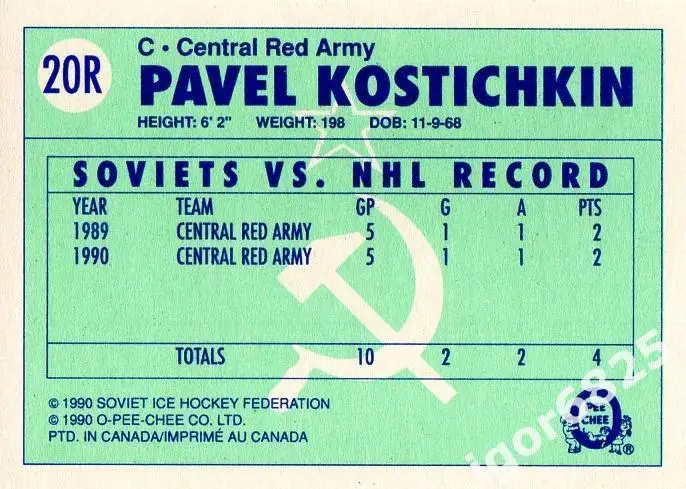 20R
C • Central Red Army
PAVEL KOSTICHKIN
HEIGHT: 6' 2" WEIGHT: 198 DOB: 11-9-68
SOVIETS VS. NHL RECORD
YEAR TEAM GP G A PTS
1989 CENTRAL RED ARMY 5 1 1 2
1990 CENTRAL RED ARMY 5 1 1 2
TOTALS 10 2 2 4
© 1990 SOVIET ICE HOCKEY FEDERATION
© 1990 O-PEE-CHEE CO. LTD.
PTD. IN CANADA/IMPRIMÉ AU CANADA
O
PEE
CHEE
®
igor6825